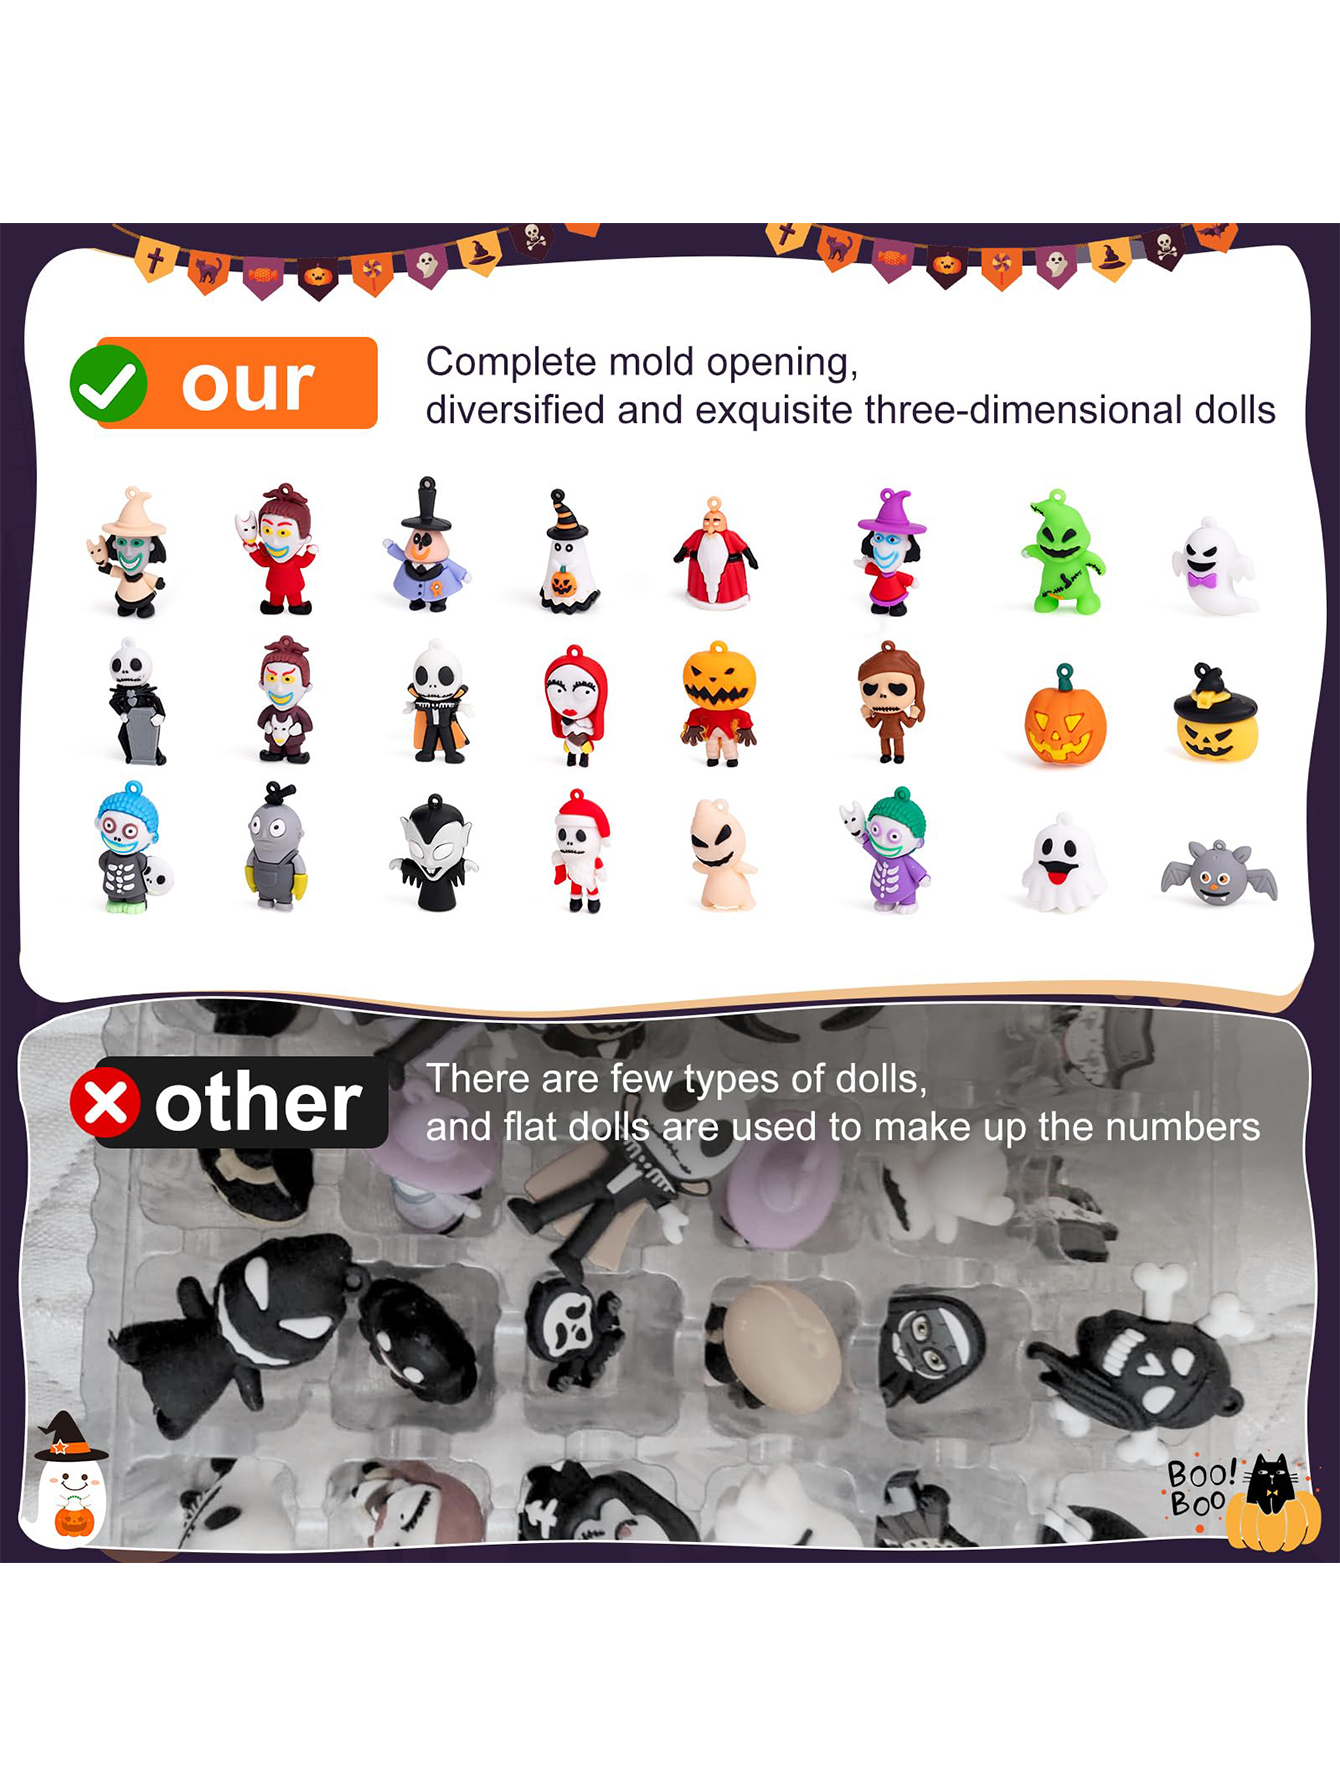 our
Complete mold opening,
diversified and exquisite three-dimensional dolls
other
There are few types of dolls,
and flat dolls are used to make up the numbers
BOO!
BOO